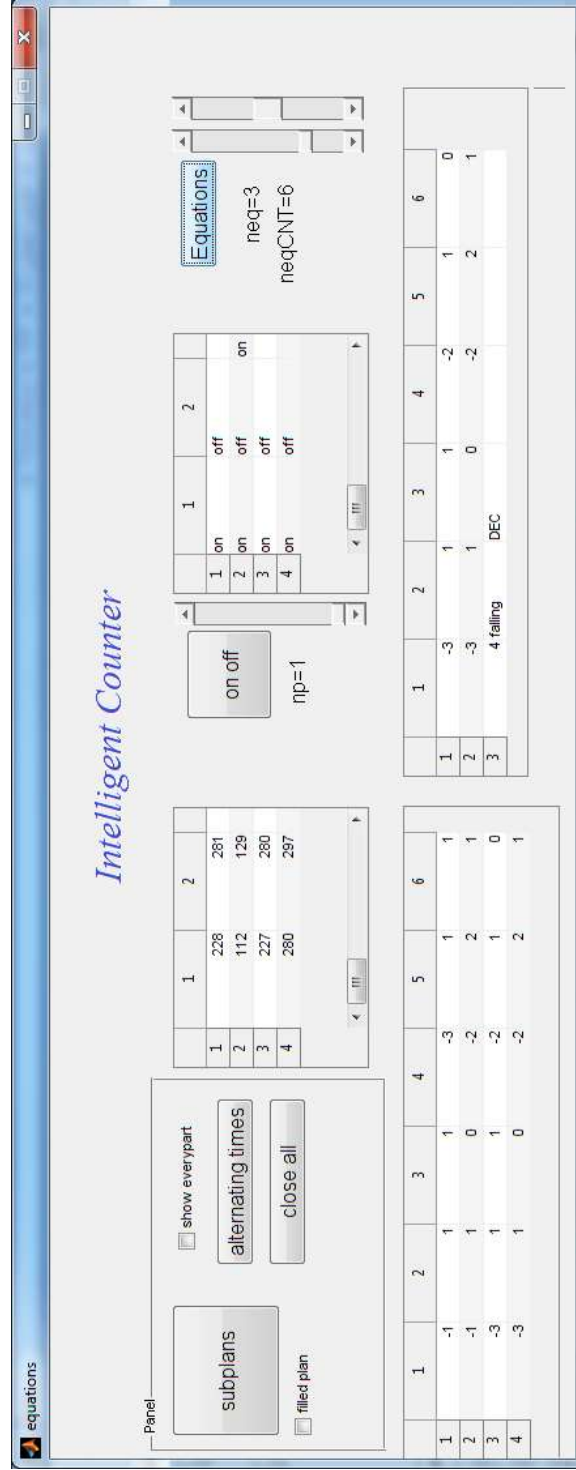 equations
Intelligent Counter
Panel
subplans
filled plan
show everypart
alternating times
close all
1 2
1 228 281
2 112 129
3 227 280
4 280 297
on off
np=1
1 2
1 on off
2 on off on
3 on off
4 on off
Equations
neq=3
neqCNT=6
1 2 3 4 5 6
1 -1 1 1 -3 1 1
2 -1 1 0 -2 2 1
3 -3 1 1 -2 1 0
4 -3 1 0 -2 2 1
1 2 3 4 5 6
1 -3 1 1 -2 1 0
2 -3 1 0 -2 2 1
3 4 falling DEC